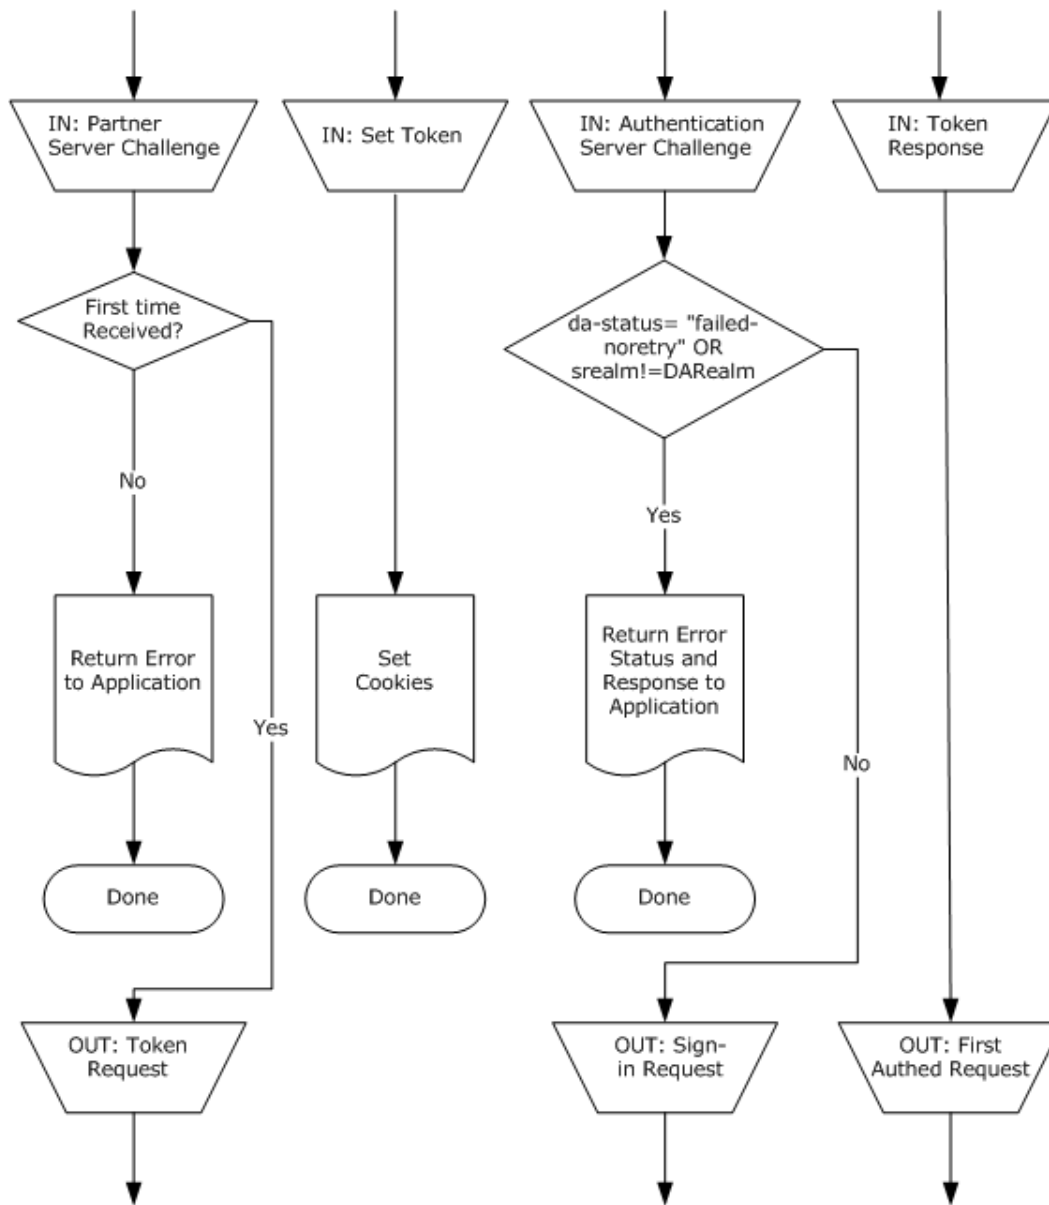 IN: Partner
Server Challenge
IN: Set Token
IN: Authentication
Server Challenge
IN: Token
Response
First time
Received?
da-status= "failed-
noretry" OR
srealm!=DARealm
No
Yes
Return Error
to Application
Set
Cookies
Return Error
Status and
Response to
Application
Yes
No
Done
Done
Done
OUT: Token
Request
OUT: Sign-
in Request
OUT: First
Authed Request